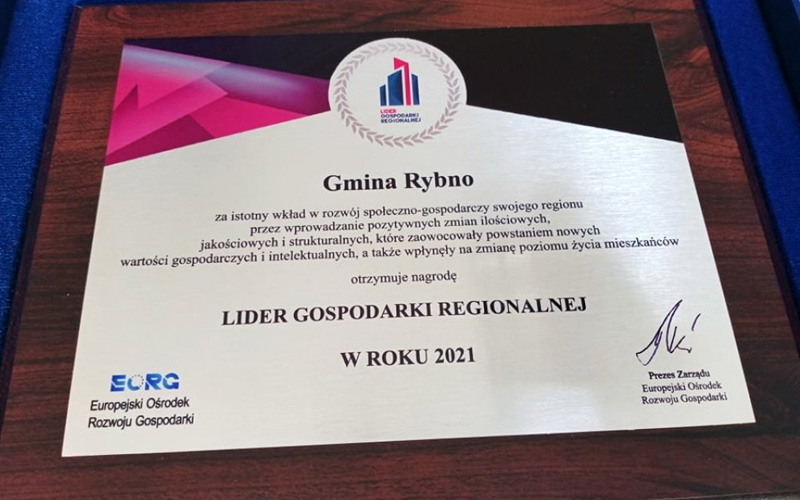 LIDER
GOSPODARKI
REGIONALNEJ
Gmina Rybno
za istotny wkład w rozwój społeczno-gospodarczy swojego regionu
przez wprowadzanie pozytywnych zmian ilościowych,
jakościowych i strukturalnych, które zaowocowały powstaniem nowych
wartości gospodarczych i intelektualnych, a także wpłynęły na zmianę poziomu życia mieszkańców
otrzymuje nagrodę
LIDER GOSPODARKI REGIONALNEJ
W ROKU 2021
EORG
Europejski Ośrodek
Rozwoju Gospodarki
Prezes Zarządu
Europejski Ośrodek
Rozwoju Gospodarki